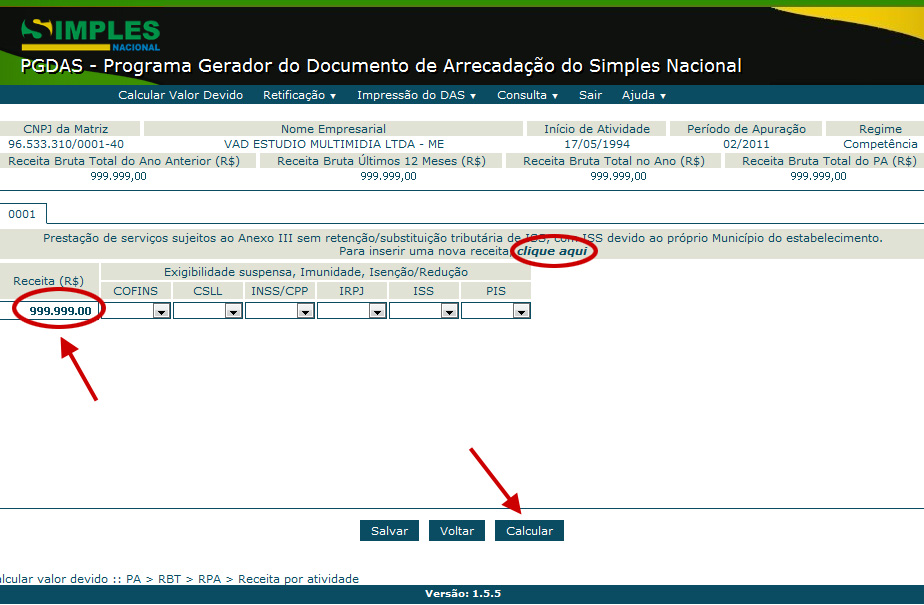 SIMPLES
NACIONAL
PGDAS - Programa Gerador do Documento de Arrecadação do Simples Nacional
Calcular Valor Devido Retificação Impressão do DAS Consulta Sair Ajuda
CNPJ da Matriz Nome Empresarial Início de Atividade Período de Apuração Regime
96.533.310/0001-40 VAD ESTUDIO MULTIMIDIA LTDA - ME 17/05/1994 02/2011 Competência
Receita Bruta Total do Ano Anterior (R$) Receita Bruta Últimos 12 Meses (R$) Receita Bruta Total no Ano (R$) Receita Bruta Total do PA (R$)
999.999,00 999.999,00 999.999,00 999.999,00
0001
Prestação de serviços sujeitos ao Anexo III sem retenção/substituição tributária de ISS, com ISS devido ao próprio Município do estabelecimento.
Para inserir uma nova receita, clique aqui
Receita (R$) Exigibilidade suspensa, Imunidade, Isenção/Redução
COFINS CSLL INSS/CPP IRPJ ISS PIS
999.999.00
Salvar Voltar Calcular
alcular valor devido :: PA > RBT > RPA > Receita por atividade
Versão: 1.5.5